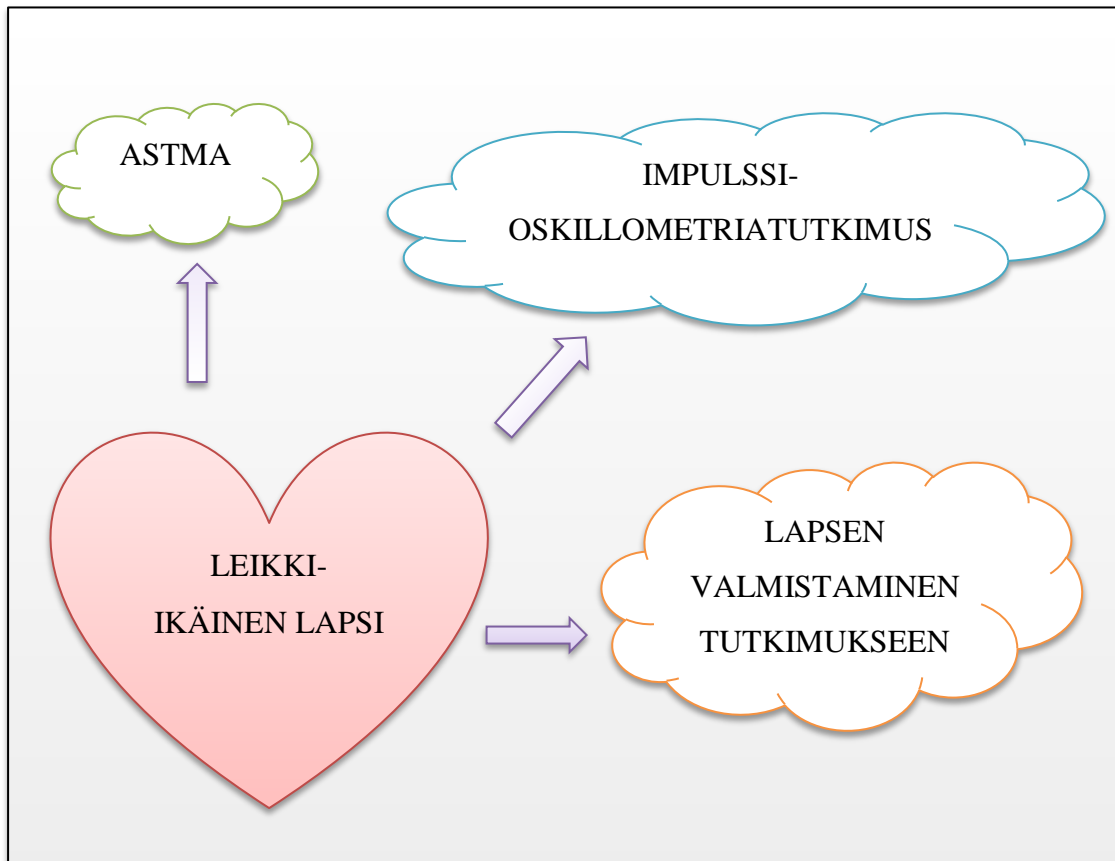 ASTMA
IMPULSSI-
OSKILLOMETRIATUTKIMUS
LEIKKI-
IKÄINEN LAPSI
LAPSEN
VALMISTAMINEN
TUTKIMUKSEEN